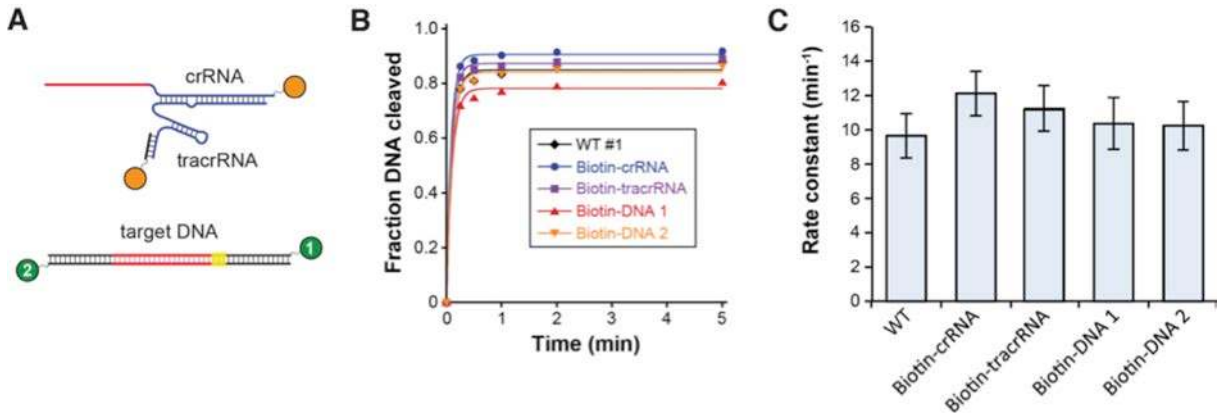 A
crRNA
tracrRNA
target DNA
1
2
B
Fraction DNA cleaved
1.0
0.8
0.6
0.4
0.2
0
WT #1
Biotin-crRNA
Biotin-tracrRNA
Biotin-DNA 1
Biotin-DNA 2
0 1 2 3 4 5
Time (min)
C
Rate constant (min⁻¹)
16
14
12
10
8
6
4
2
0
WT
Biotin-crRNA
Biotin-tracrRNA
Biotin-DNA 1
Biotin-DNA 2